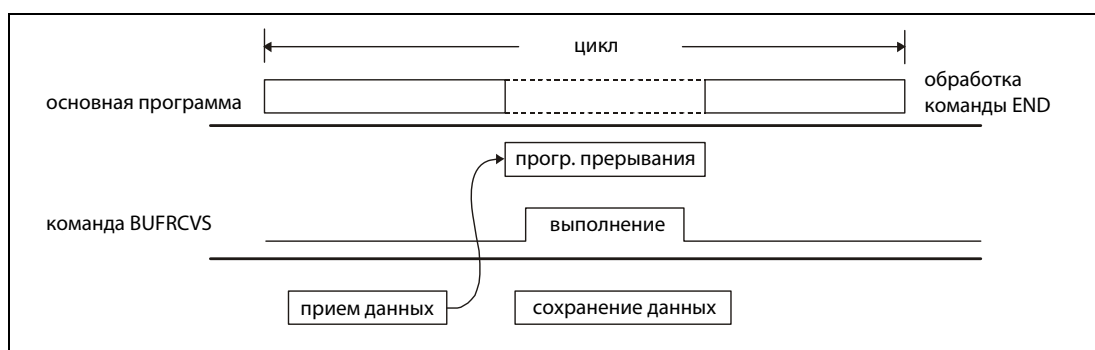 цикл
основная программа
обработка
команды END
прогр. прерывания
команда BUFRCVS
выполнение
прием данных
сохранение данных